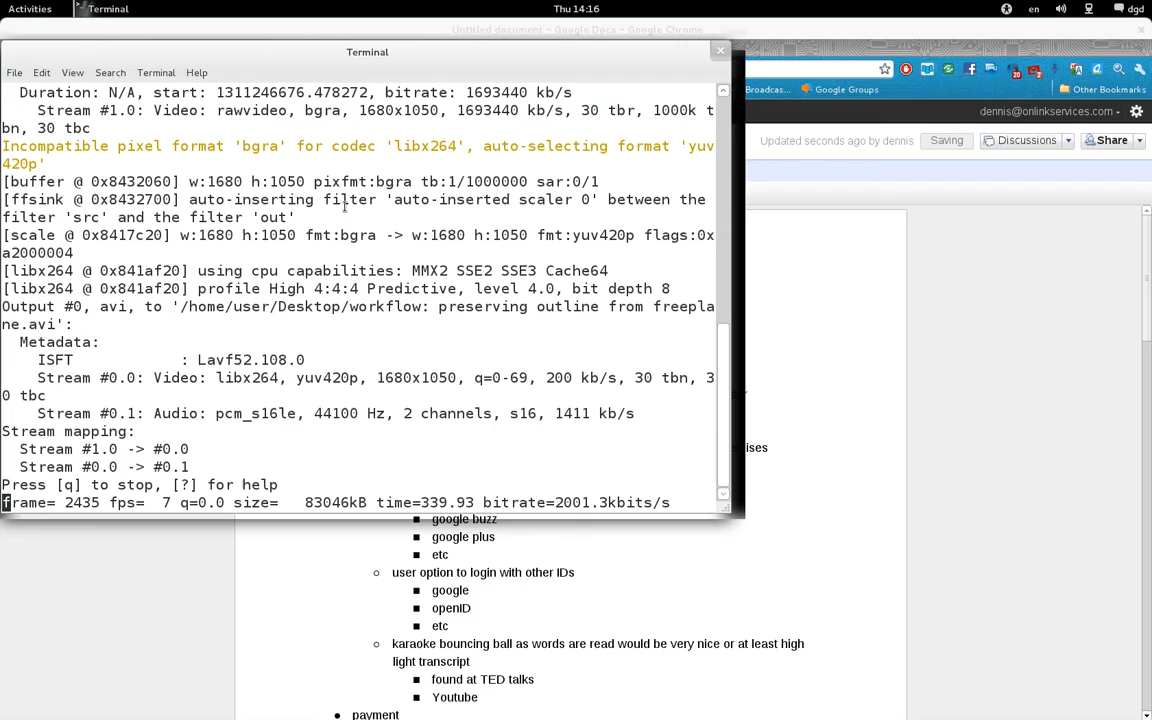 Activities
Terminal
Thu 14:16
en
dgd
Untitled document - Google Docs - Google Chrome
Terminal
File Edit View Search Terminal Help
Duration: N/A, start: 1311246676.478272, bitrate: 1693440 kb/s
Stream #1.0: Video: rawvideo, bgra, 1680x1050, 1693440 kb/s, 30 tbr, 1000k t
bn, 30 tbc
Incompatible pixel format 'bgra' for codec 'libx264', auto-selecting format 'yuv
420p'
[buffer @ 0x8432060] w:1680 h:1050 pixfmt:bgra tb:1/1000000 sar:0/1
[ffsink @ 0x8432700] auto-inserting filter 'auto-inserted scaler 0' between the
filter 'src' and the filter 'out'
[scale @ 0x8417c20] w:1680 h:1050 fmt:bgra -> w:1680 h:1050 fmt:yuv420p flags:0x
a2000004
[libx264 @ 0x841af20] using cpu capabilities: MMX2 SSE2 SSE3 Cache64
[libx264 @ 0x841af20] profile High 4:4:4 Predictive, level 4.0, bit depth 8
Output #0, avi, to '/home/user/Desktop/workflow: preserving outline from freepla
ne.avi':
Metadata:
ISFT : Lavf52.108.0
Stream #0.0: Video: libx264, yuv420p, 1680x1050, q=0-69, 200 kb/s, 30 tbn, 3
0 tbc
Stream #0.1: Audio: pcm_s16le, 44100 Hz, 2 channels, s16, 1411 kb/s
Stream mapping:
Stream #1.0 -> #0.0
Stream #0.0 -> #0.1
Press [q] to stop, [?] for help
frame= 2435 fps= 7 q=0.0 size= 83046kB time=339.93 bitrate=2001.3kbits/s
Broadcas...
Google Groups
Other Bookmarks
dennis@onlinkservices.com
Updated seconds ago by dennis
Saving
Discussions
Share
ises
google buzz
google plus
etc
user option to login with other IDs
google
openID
etc
karaoke bouncing ball as words are read would be very nice or at least high
light transcript
found at TED talks
Youtube
payment